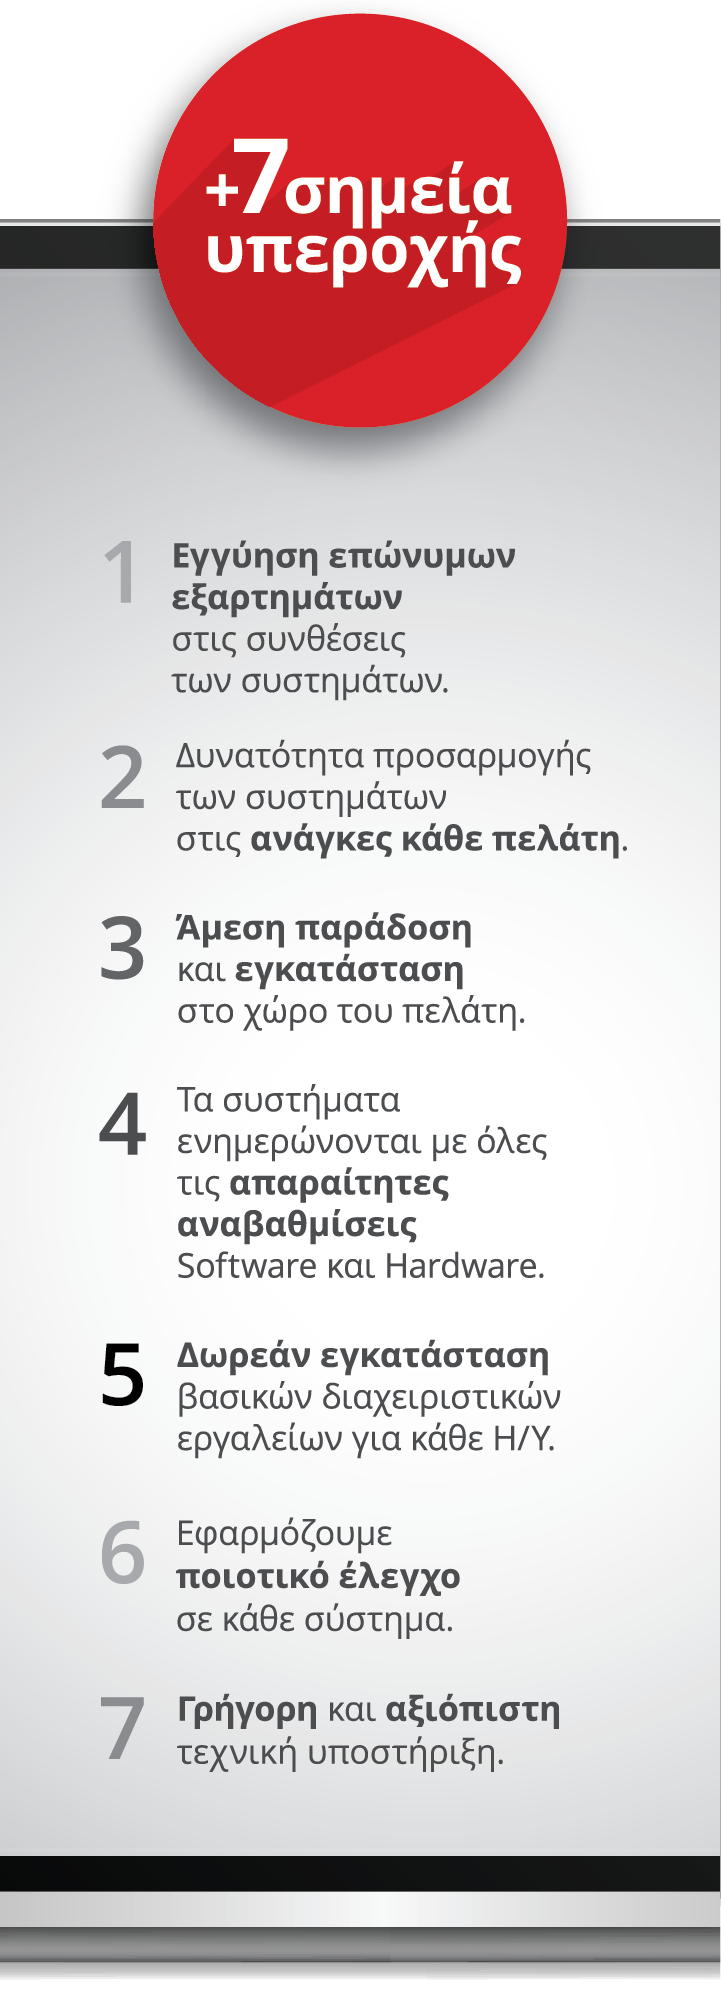 +7σημεία
υπεροχής
1 Εγγύηση επώνυμων
εξαρτημάτων
στις συνθέσεις
των συστημάτων.
2 Δυνατότητα προσαρμογής
των συστημάτων
στις ανάγκες κάθε πελάτη.
3 Άμεση παράδοση
και εγκατάσταση
στο χώρο του πελάτη.
4 Τα συστήματα
ενημερώνονται με όλες
τις απαραίτητες
αναβαθμίσεις
Software και Hardware.
5 Δωρεάν εγκατάσταση
βασικών διαχειριστικών
εργαλείων για κάθε Η/Υ.
6 Εφαρμόζουμε
ποιοτικό έλεγχο
σε κάθε σύστημα.
7 Γρήγορη και αξιόπιστη
τεχνική υποστήριξη.